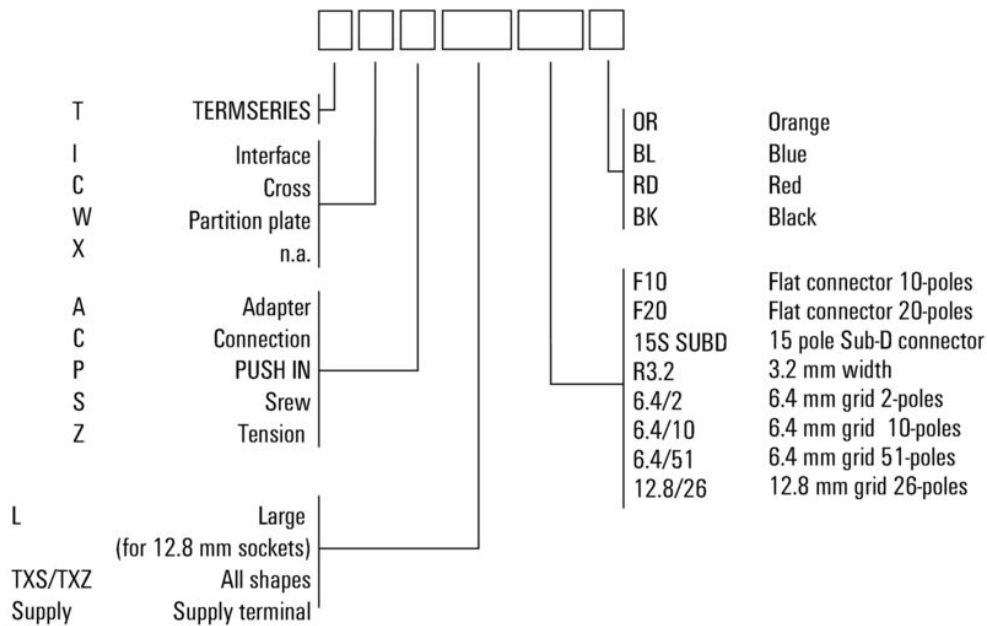 T TERMSERIES
I Interface
C Cross
W Partition plate
X n.a.
A Adapter
C Connection
P PUSH IN
S Srew
Z Tension
L Large
(for 12.8 mm sockets)
TXS/TXZ All shapes
Supply Supply terminal
OR Orange
BL Blue
RD Red
BK Black
F10 Flat connector 10-poles
F20 Flat connector 20-poles
15S SUBD 15 pole Sub-D connector
R3.2 3.2 mm width
6.4/2 6.4 mm grid 2-poles
6.4/10 6.4 mm grid 10-poles
6.4/51 6.4 mm grid 51-poles
12.8/26 12.8 mm grid 26-poles